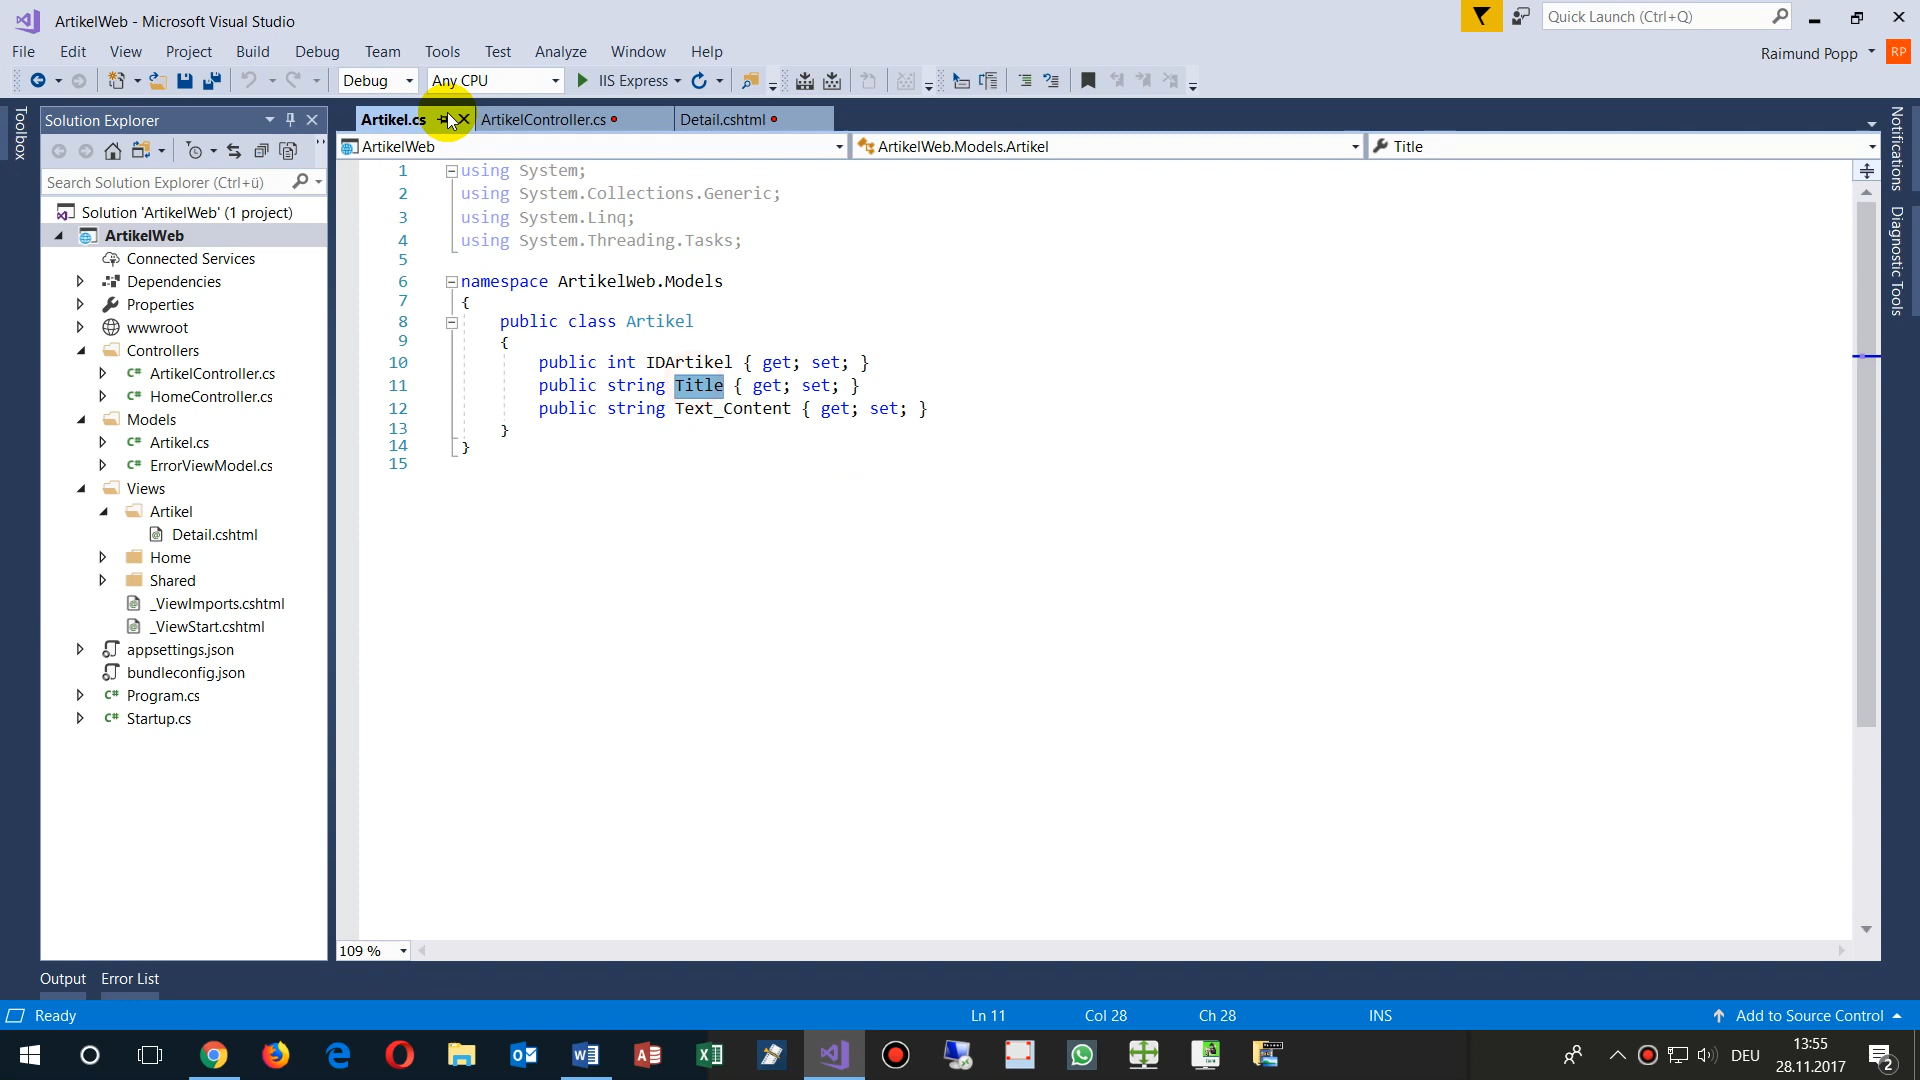 ArtikelWeb - Microsoft Visual Studio
Quick Launch (Ctrl+Q)
File Edit View Project Build Debug Team Tools Test Analyze Window Help
Raimund Popp RP
Debug Any CPU IIS Express
Toolbox
Solution Explorer
Search Solution Explorer (Ctrl+ü)
Solution 'ArtikelWeb' (1 project)
ArtikelWeb
Connected Services
Dependencies
Properties
wwwroot
Controllers
C# ArtikelController.cs
C# HomeController.cs
Models
C# Artikel.cs
C# ErrorViewModel.cs
Views
Artikel
Detail.cshtml
Home
Shared
_ViewImports.cshtml
_ViewStart.cshtml
appsettings.json
bundleconfig.json
C# Program.cs
C# Startup.cs
Artikel.cs ArtikelController.cs Detail.cshtml
ArtikelWeb ArtikelWeb.Models.Artikel Title
1 using System;
2 using System.Collections.Generic;
3 using System.Linq;
4 using System.Threading.Tasks;
5
6 namespace ArtikelWeb.Models
7 {
8 public class Artikel
9 {
10 public int IDArtikel { get; set; }
11 public string Title { get; set; }
12 public string Text_Content { get; set; }
13 }
14 }
15
109 %
Notifications
Diagnostic Tools
Output Error List
Ready Ln 11 Col 28 Ch 28 INS Add to Source Control
DEU
13:55
28.11.2017
2